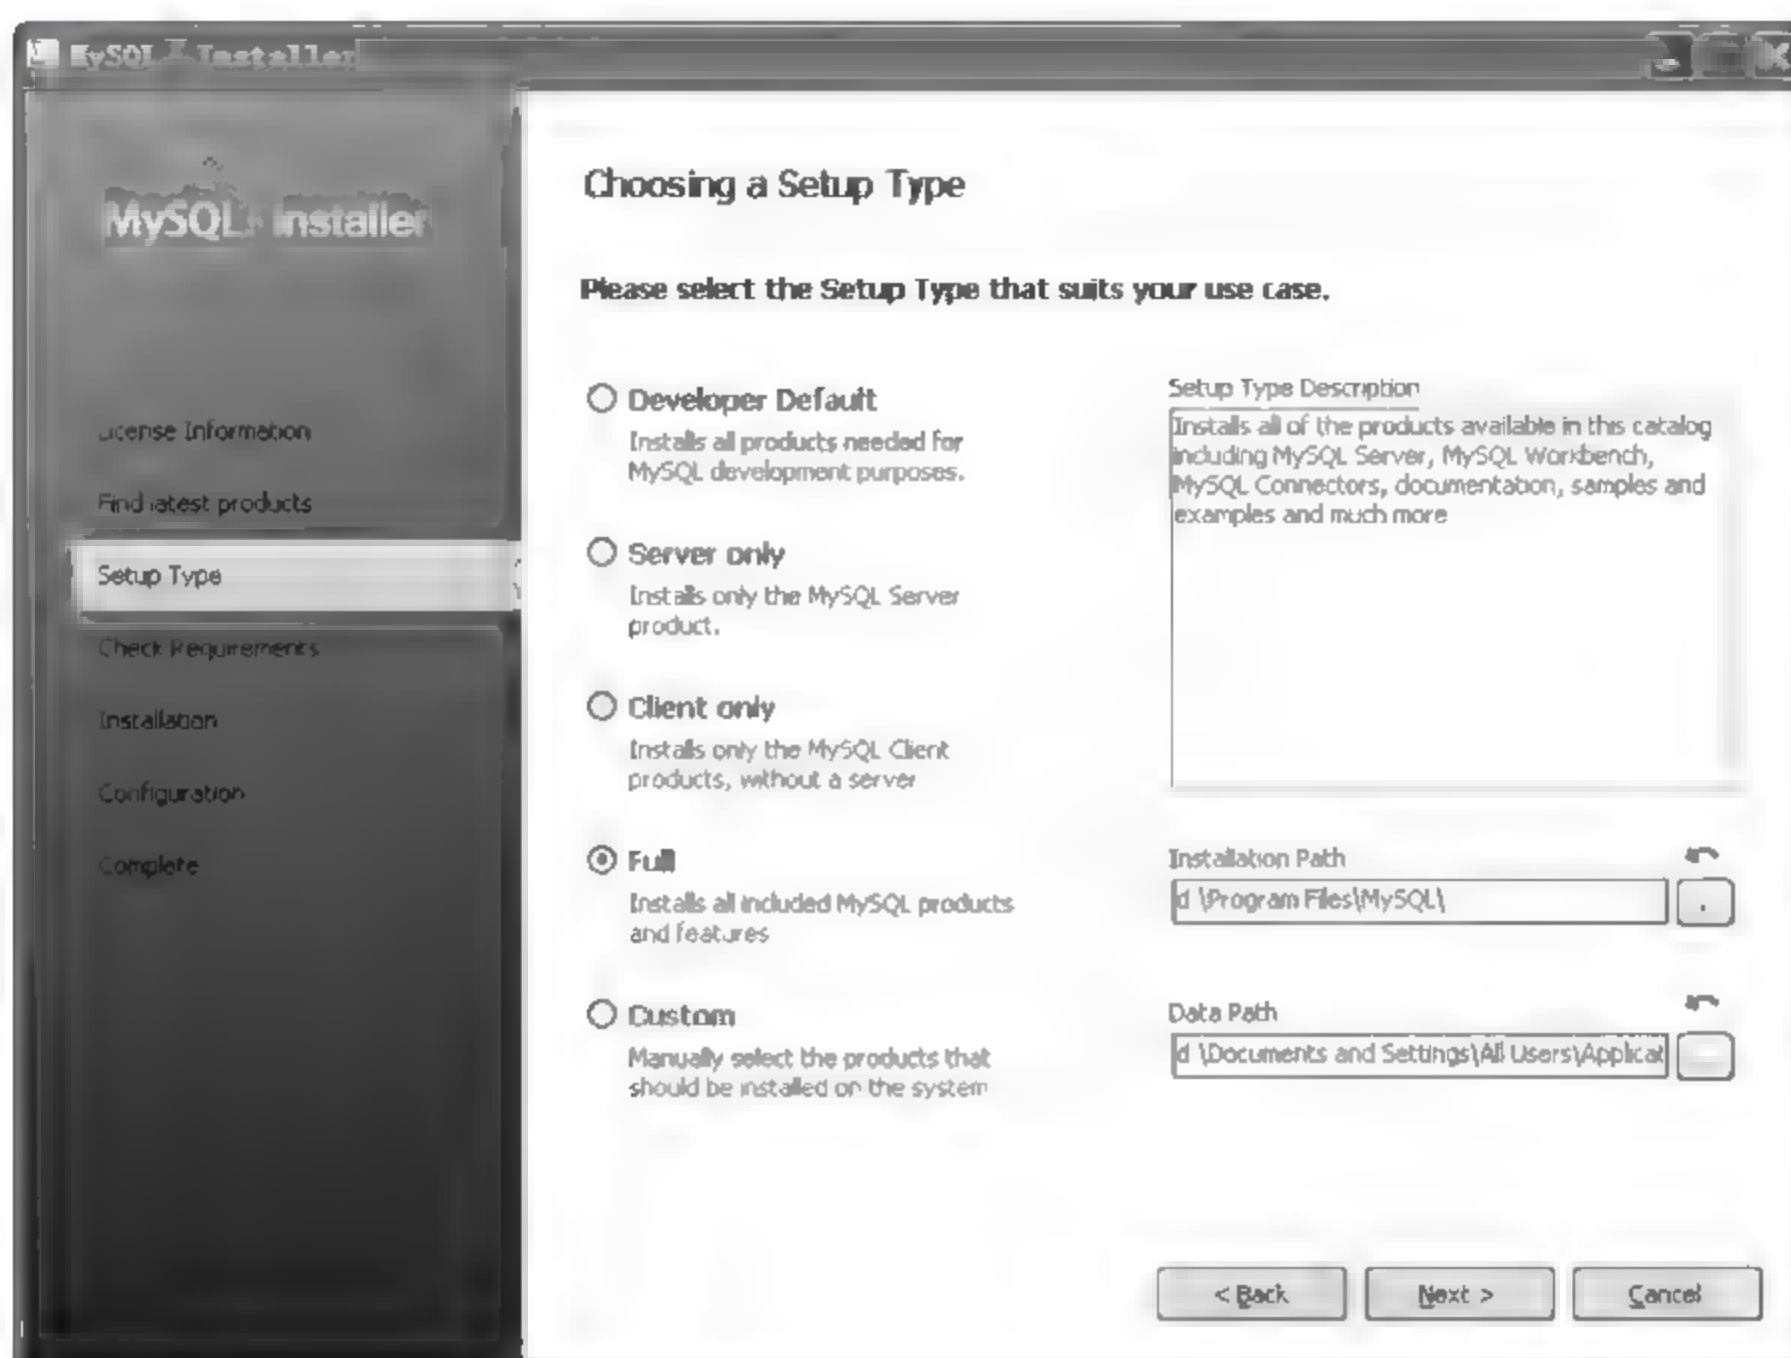 MySQL Installer
MySQL Installer
License Information
Find latest products
Setup Type
Check Requirements
Installation
Configuration
Complete
Choosing a Setup Type
Please select the Setup Type that suits your use case.
Developer Default
Installs all products needed for
MySQL development purposes.
Server only
Installs only the MySQL Server
product.
Client only
Installs only the MySQL Client
products, without a server
Full
Installs all included MySQL products
and features
Custom
Manually select the products that
should be installed on the system
Setup Type Description
Installs all of the products available in this catalog
including MySQL Server, MySQL Workbench,
MySQL Connectors, documentation, samples and
examples and much more
Installation Path
d \Program Files\MySQL\
Data Path
d \Documents and Settings\All Users\Applicat
< Back
Next >
Cancel